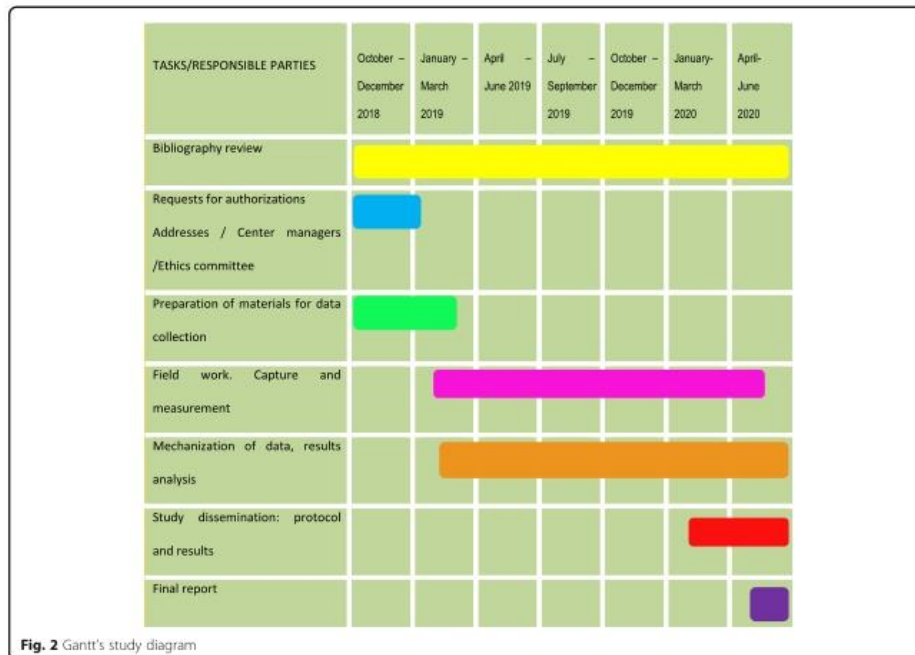 TASKS/RESPONSIBLE PARTIES
October –
December
2018
January –
March
2019
April –
June 2019
July –
September
2019
October –
December
2019
January-
March
2020
April-
June
2020
Bibliography review
Requests for authorizations
Addresses / Center managers
/Ethics committee
Preparation of materials for data
collection
Field work. Capture and
measurement
Mechanization of data, results
analysis
Study dissemination: protocol
and results
Final report
Fig. 2 Gantt's study diagram